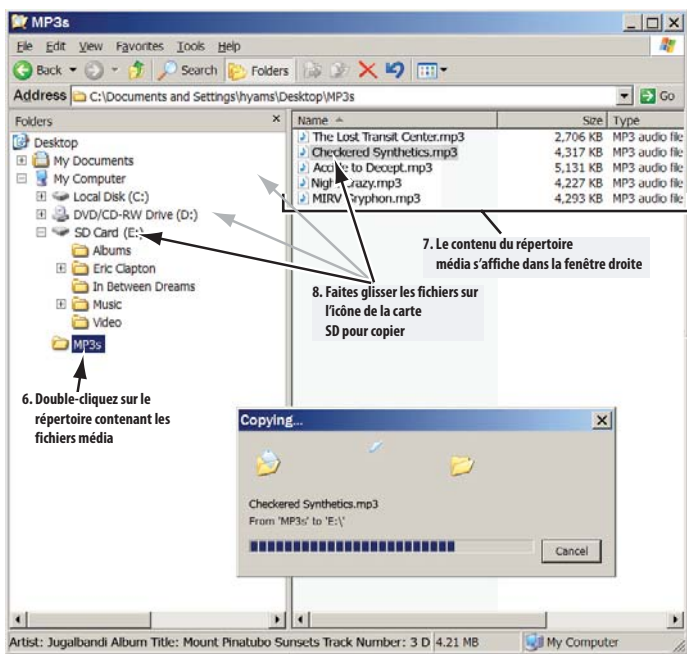 MP3s
File Edit View Favorites Tools Help
Back Search Folders
Address C:\Documents and Settings\hyams\Desktop\MP3s Go
Folders × Name Size Type
Desktop
My Documents
My Computer
Local Disk (C:)
DVD/CD-RW Drive (D:)
SD Card (E:)
Albums
Eric Clapton
In Between Dreams
Music
Video
MP3s
The Lost Transit Center.mp3 2,706 KB MP3 audio file
Checkered Synthetics.mp3 4,317 KB MP3 audio file
to Decept.mp3 5,131 KB MP3 audio file
Crazy.mp3 4,227 KB MP3 audio file
MIRV Gryphon.mp3 4,293 KB MP3 audio file
7. Le contenu du répertoire
média s'affiche dans la fenêtre droite
8. Faites glisser les fichiers sur
l'icône de la carte
SD pour copier
6. Double-cliquez sur le
répertoire contenant les
fichiers média
Copying...
Checkered Synthetics.mp3
From 'MP3s' to 'E:\'
Cancel
Artist: Jugalbandi Album Title: Mount Pinatubo Sunsets Track Number: 3 D 4.21 MB My Computer